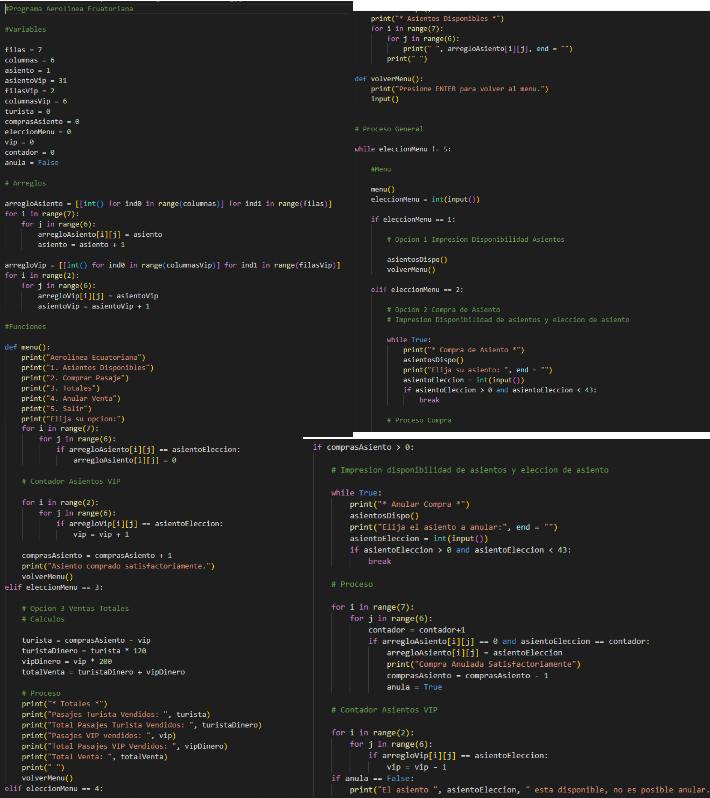 #Programa Aerolinea Ecuatoriana
#Variables
filas = 7
columnas = 6
asiento = 1
asientoVip = 31
filasVip = 2
columnasVip = 6
turista = 0
comprasAsiento = 0
eleccionMenu = 0
vip = 0
contador = 0
anula = False
# Arreglos
arregloAsiento = [[int() for ind0 in range(columnas)] for ind1 in range(filas)]
for i in range(7):
    for j in range(6):
        arregloAsiento[i][j] = asiento
        asiento = asiento + 1
arregloVip = [[int() for ind0 in range(columnasVip)] for ind1 in range(filasVip)]
for i in range(2):
    for j in range(6):
        arregloVip[i][j] = asientoVip
        asientoVip = asientoVip + 1
#Funciones
def menu():
    print("Aerolinea Ecuatoriana")
    print("1. Asientos Disponibles")
    print("2. Comprar Pasaje")
    print("3. Totales")
    print("4. Anular Venta")
    print("5. Salir")
    print("Elija su opcion:")
    print("* Asientos Disponibles *")
    for i in range(7):
        for j in range(6):
            print(" ", arregloAsiento[i][j], end = "")
        print(" ")
def volverMenu():
    print("Presione ENTER para volver al menu.")
    input()
# Proceso General
while eleccionMenu != 5:
    #Menu
    menu()
    eleccionMenu = int(input())
    if eleccionMenu == 1:
        # Opcion 1 Impresion Disponibilidad Asientos
        asientosDispo()
        volverMenu()
    elif eleccionMenu == 2:
        # Opcion 2 Compra de Asiento
        # Impresion Disponibilidad de asientos y eleccion de asiento
        while True:
            print("* Compra de Asiento *")
            asientosDispo()
            print("Elija su asiento: ", end = "")
            asientoEleccion = int(input())
            if asientoEleccion > 0 and asientoEleccion < 43:
                break
        # Proceso Compra
    for i in range(7):
        for j in range(6):
            if arregloAsiento[i][j] == asientoEleccion:
                arregloAsiento[i][j] = 0
    # Contador Asientos VIP
    for i in range(2):
        for j in range(6):
            if arregloVip[i][j] == asientoEleccion:
                vip = vip + 1
    comprasAsiento = comprasAsiento + 1
    print("Asiento comprado satisfactoriamente.")
    volverMenu()
elif eleccionMenu == 3:
    # Opcion 3 Ventas Totales
    # Calculos
    turista = comprasAsiento - vip
    turistaDinero = turista * 120
    vipDinero = vip * 200
    totalVenta = turistaDinero + vipDinero
    # Proceso
    print("* Totales *")
    print("Pasajes Turista Vendidos: ", turista)
    print("Total Pasajes Turista Vendidos: ", turistaDinero)
    print("Pasajes VIP vendidos: ", vip)
    print("Total Pasajes VIP Vendidos: ", vipDinero)
    print("Total Venta: ", totalVenta)
    print(" ")
    volverMenu()
elif eleccionMenu == 4:
if comprasAsiento > 0:
    # Impresion disponibilidad de asientos y eleccion de asiento
    while True:
        print("* Anular Compra *")
        asientosDispo()
        print("Elija el asiento a anular:", end = "")
        asientoEleccion = int(input())
        if asientoEleccion > 0 and asientoEleccion < 43:
            break
    # Proceso
    for i in range(7):
        for j in range(6):
            contador = contador+1
            if arregloAsiento[i][j] == 0 and asientoEleccion == contador:
                arregloAsiento[i][j] = asientoEleccion
                print("Compra Anulada Satisfactoriamente")
                comprasAsiento = comprasAsiento - 1
                anula = True
    # Contador Asientos VIP
    for i in range(2):
        for j in range(6):
            if arregloVip[i][j] == asientoEleccion:
                vip = vip - 1
    if anula == False:
        print("El asiento ", asientoEleccion, " esta disponible, no es posible anular.